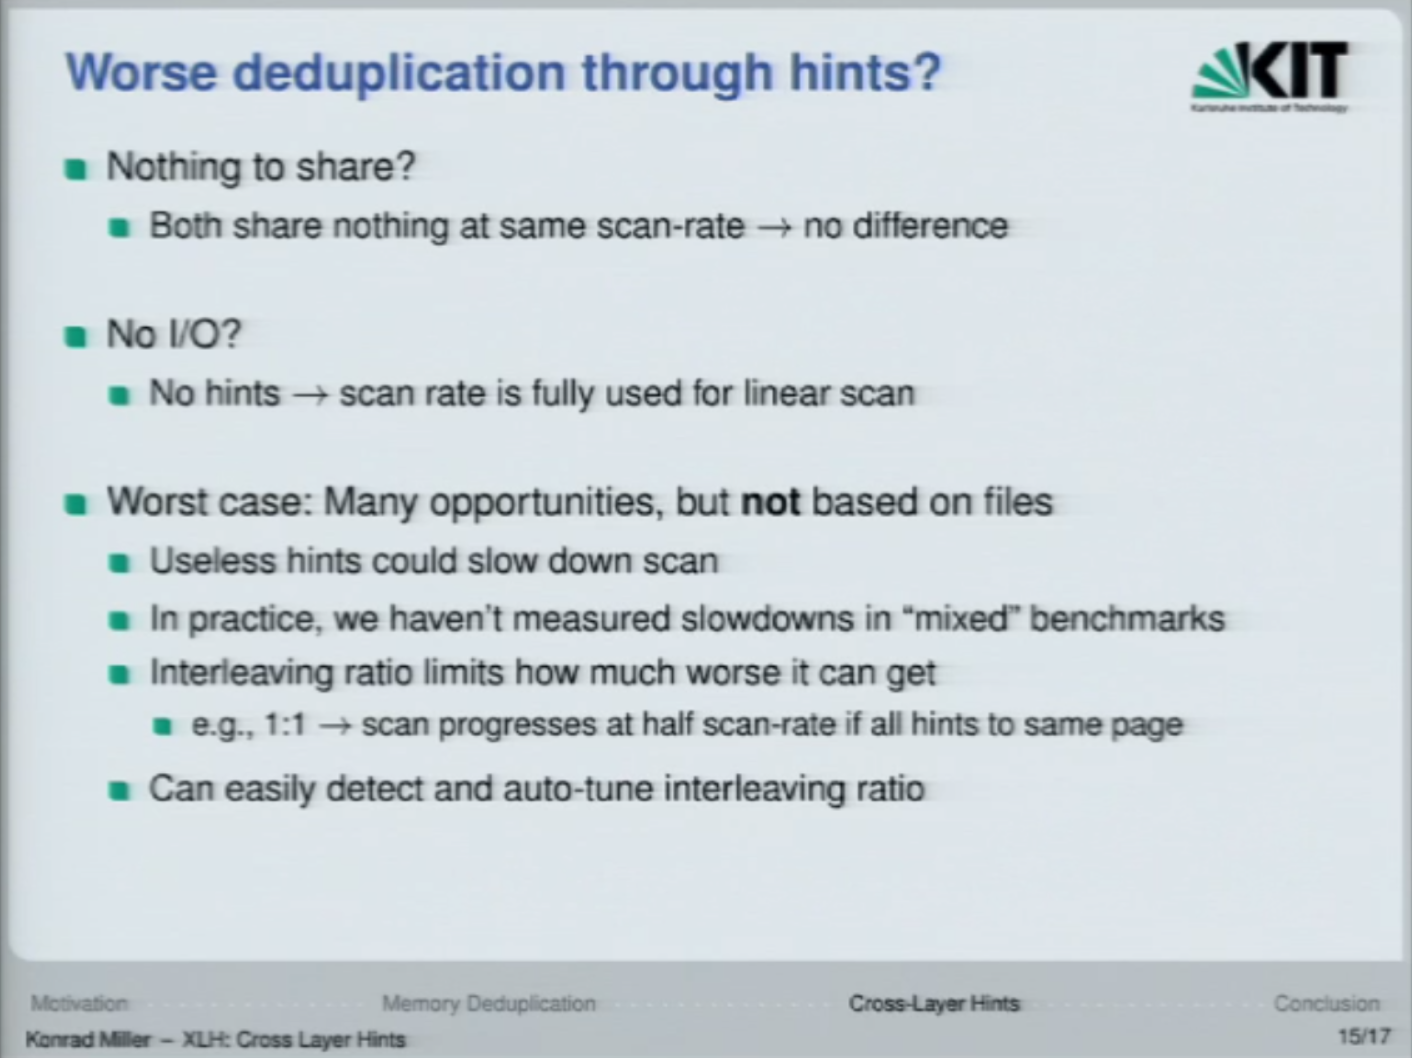 Worse deduplication through hints?
KIT
Karlsruhe Institute of Technology
Nothing to share?
Both share nothing at same scan-rate → no difference
No I/O?
No hints → scan rate is fully used for linear scan
Worst case: Many opportunities, but not based on files
Useless hints could slow down scan
In practice, we haven't measured slowdowns in “mixed” benchmarks
Interleaving ratio limits how much worse it can get
e.g., 1:1 → scan progresses at half scan-rate if all hints to same page
Can easily detect and auto-tune interleaving ratio
Motivation Memory Deduplication Cross-Layer Hints Conclusion
Konrad Miller – XLH: Cross Layer Hints 15/17